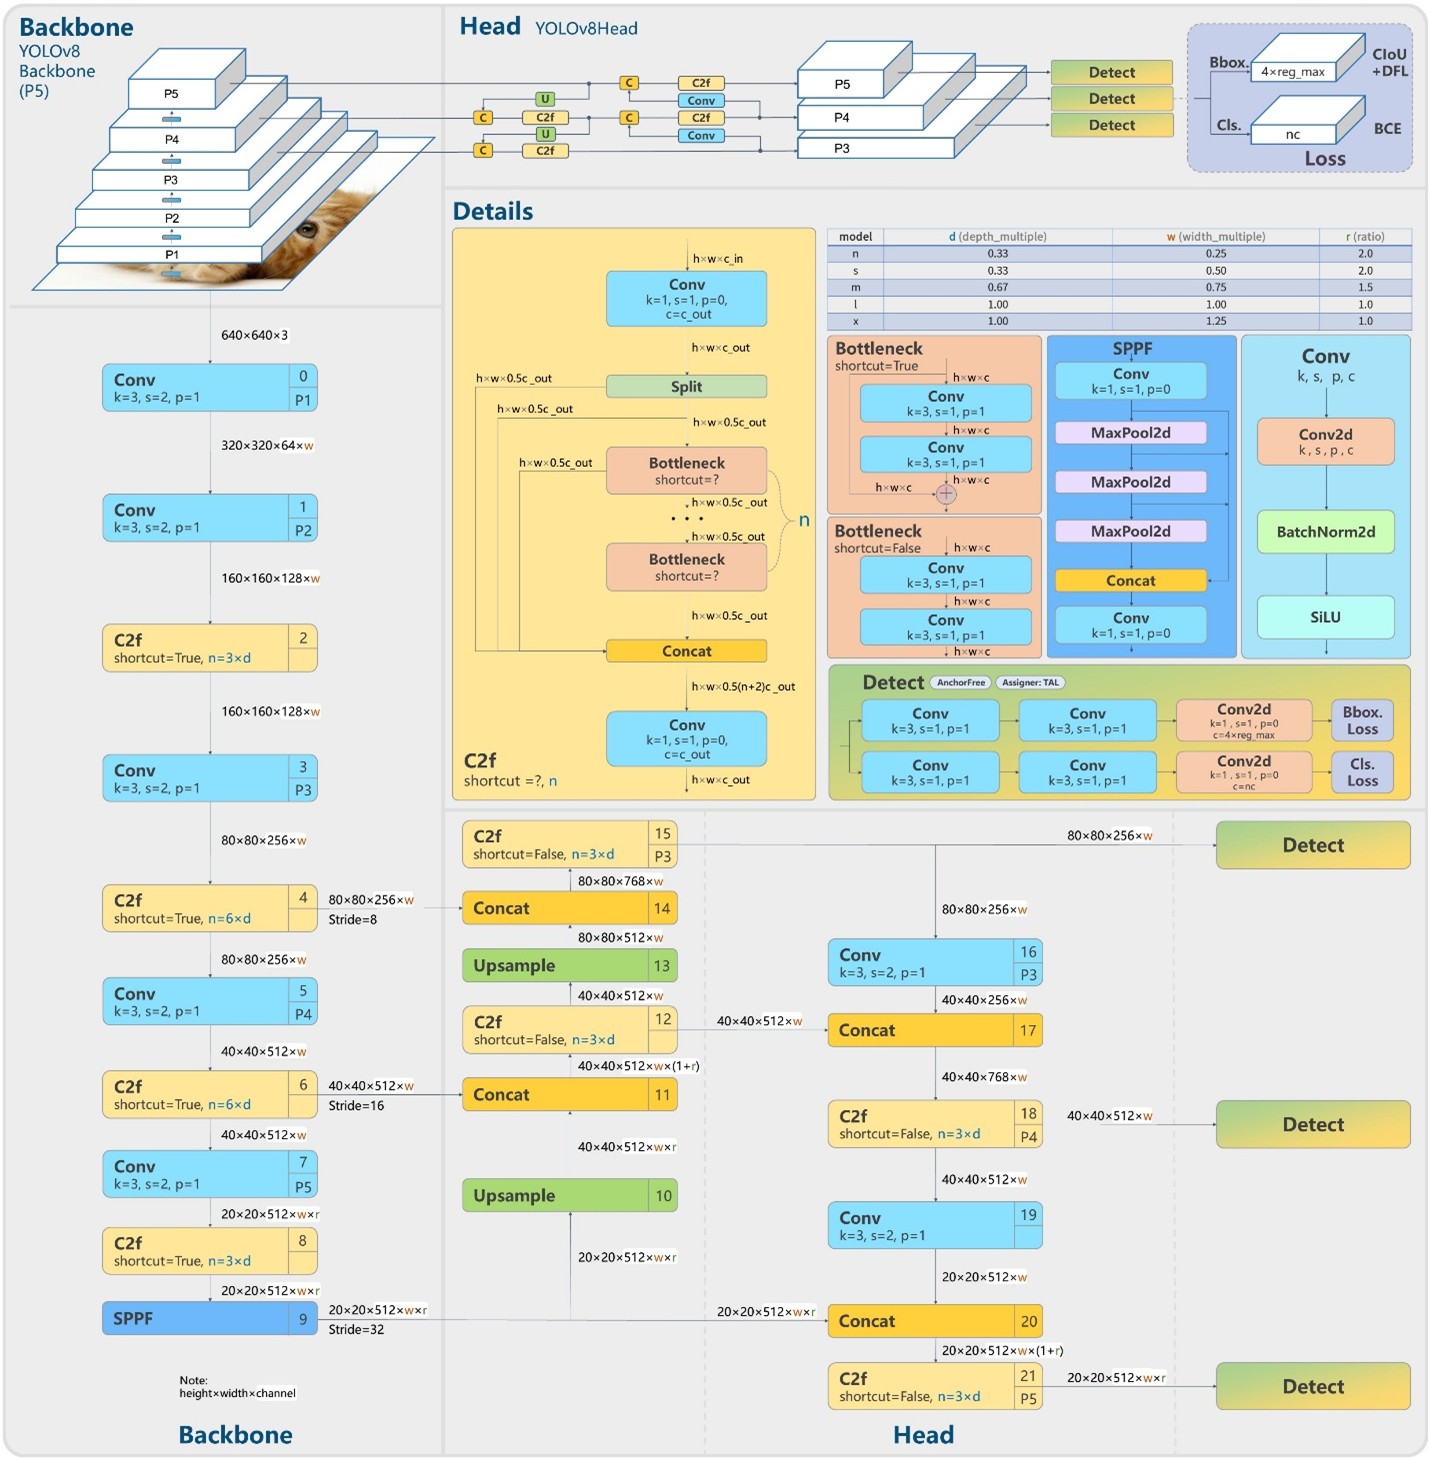 Backbone
YOLOv8
Backbone
(P5)
P5
P4
P3
P2
P1
Head YOLOv8Head
C
U
C
U
C2f
C2f
C
C
C2f
Conv
C2f
Conv
P5
P4
P3
Detect
Detect
Detect
Bbox.
4×reg_max
CIoU
+DFL
Cls.
nc
BCE
Loss
640×640×3
Conv
k=3, s=2, p=1
0
P1
320×320×64×w
Conv
k=3, s=2, p=1
1
P2
160×160×128×w
C2f
shortcut=True, n=3×d
2
160×160×128×w
Conv
k=3, s=2, p=1
3
P3
80×80×256×w
C2f
shortcut=True, n=6×d
4
80×80×256×w
Stride=8
80×80×256×w
Conv
k=3, s=2, p=1
5
P4
40×40×512×w
C2f
shortcut=True, n=6×d
6
40×40×512×w
Stride=16
40×40×512×w
Conv
k=3, s=2, p=1
7
P5
20×20×512×w×r
C2f
shortcut=True, n=3×d
8
20×20×512×w×r
SPPF
9
20×20×512×w×r
Stride=32
Note:
height×width×channel
Backbone
Details
h×w×c_in
Conv
k=1, s=1, p=0,
c=c_out
h×w×c_out
Split
h×w×0.5c_out
h×w×0.5c_out
h×w×0.5c_out
Bottleneck
shortcut=?
h×w×0.5c_out
h×w×0.5c_out
. . .
n
h×w×0.5c_out
Bottleneck
shortcut=?
h×w×0.5c_out
Concat
h×w×0.5(n+2)c_out
Conv
k=1, s=1, p=0,
c=c_out
C2f
shortcut =?, n
h×w×c_out
model d (depth_multiple) w (width_multiple) r (ratio)
n 0.33 0.25 2.0
s 0.33 0.50 2.0
m 0.67 0.75 1.5
l 1.00 1.00 1.0
x 1.00 1.25 1.0
Bottleneck
shortcut=True
h×w×c
Conv
k=3, s=1, p=1
h×w×c
Conv
k=3, s=1, p=1
h×w×c
h×w×c
+
Bottleneck
shortcut=False
h×w×c
Conv
k=3, s=1, p=1
h×w×c
Conv
k=3, s=1, p=1
h×w×c
SPPF
Conv
k=1, s=1, p=0
MaxPool2d
MaxPool2d
MaxPool2d
Concat
Conv
k=1, s=1, p=0
Conv
k, s, p, c
Conv2d
k, s, p, c
BatchNorm2d
SiLU
Detect AnchorFree Assigner: TAL
Conv
k=3, s=1, p=1
Conv
k=3, s=1, p=1
Conv2d
k=1, s=1, p=0
c=4×reg_max
Bbox.
Loss
Conv
k=3, s=1, p=1
Conv
k=3, s=1, p=1
Conv2d
k=1, s=1, p=0
c=nc
Cls.
Loss
C2f
shortcut=False, n=3×d
15
P3
80×80×768×w
Concat
14
80×80×512×w
Upsample
13
40×40×512×w
C2f
shortcut=False, n=3×d
12
40×40×512×w
40×40×512×w×(1+r)
Concat
11
40×40×512×w×r
Upsample
10
20×20×512×w×r
20×20×512×w×r
80×80×256×w
Detect
80×80×256×w
Conv
k=3, s=2, p=1
16
P3
40×40×256×w
Concat
17
40×40×768×w
C2f
shortcut=False, n=3×d
18
P4
40×40×512×w
Detect
40×40×512×w
Conv
k=3, s=2, p=1
19
20×20×512×w
Concat
20
20×20×512×w×(1+r)
C2f
shortcut=False, n=3×d
21
P5
20×20×512×w×r
Detect
Head